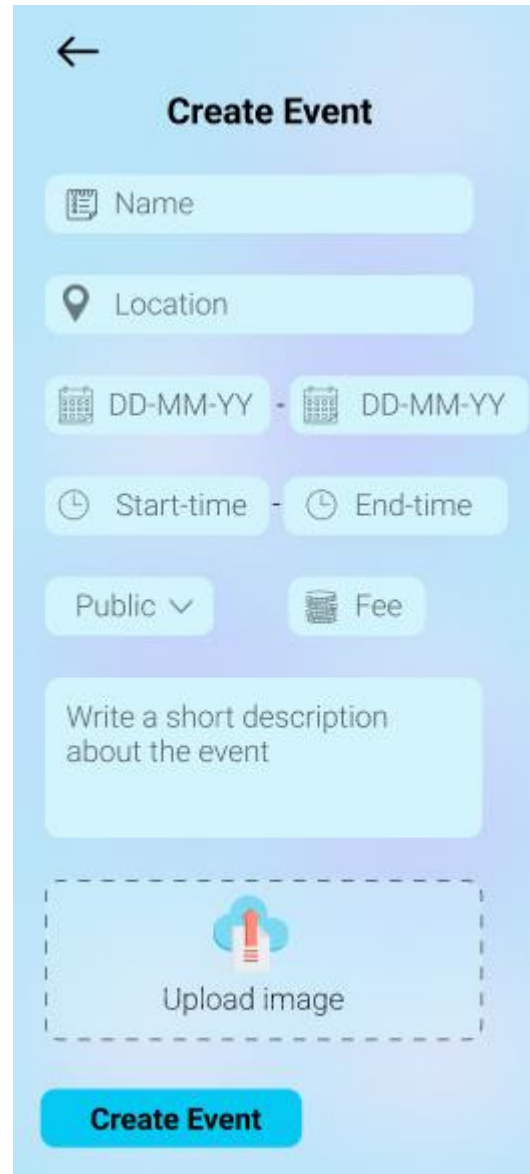 Create Event
Name
Location
DD-MM-YY - DD-MM-YY
Start-time - End-time
Public Fee
Write a short description
about the event
Upload image
Create Event